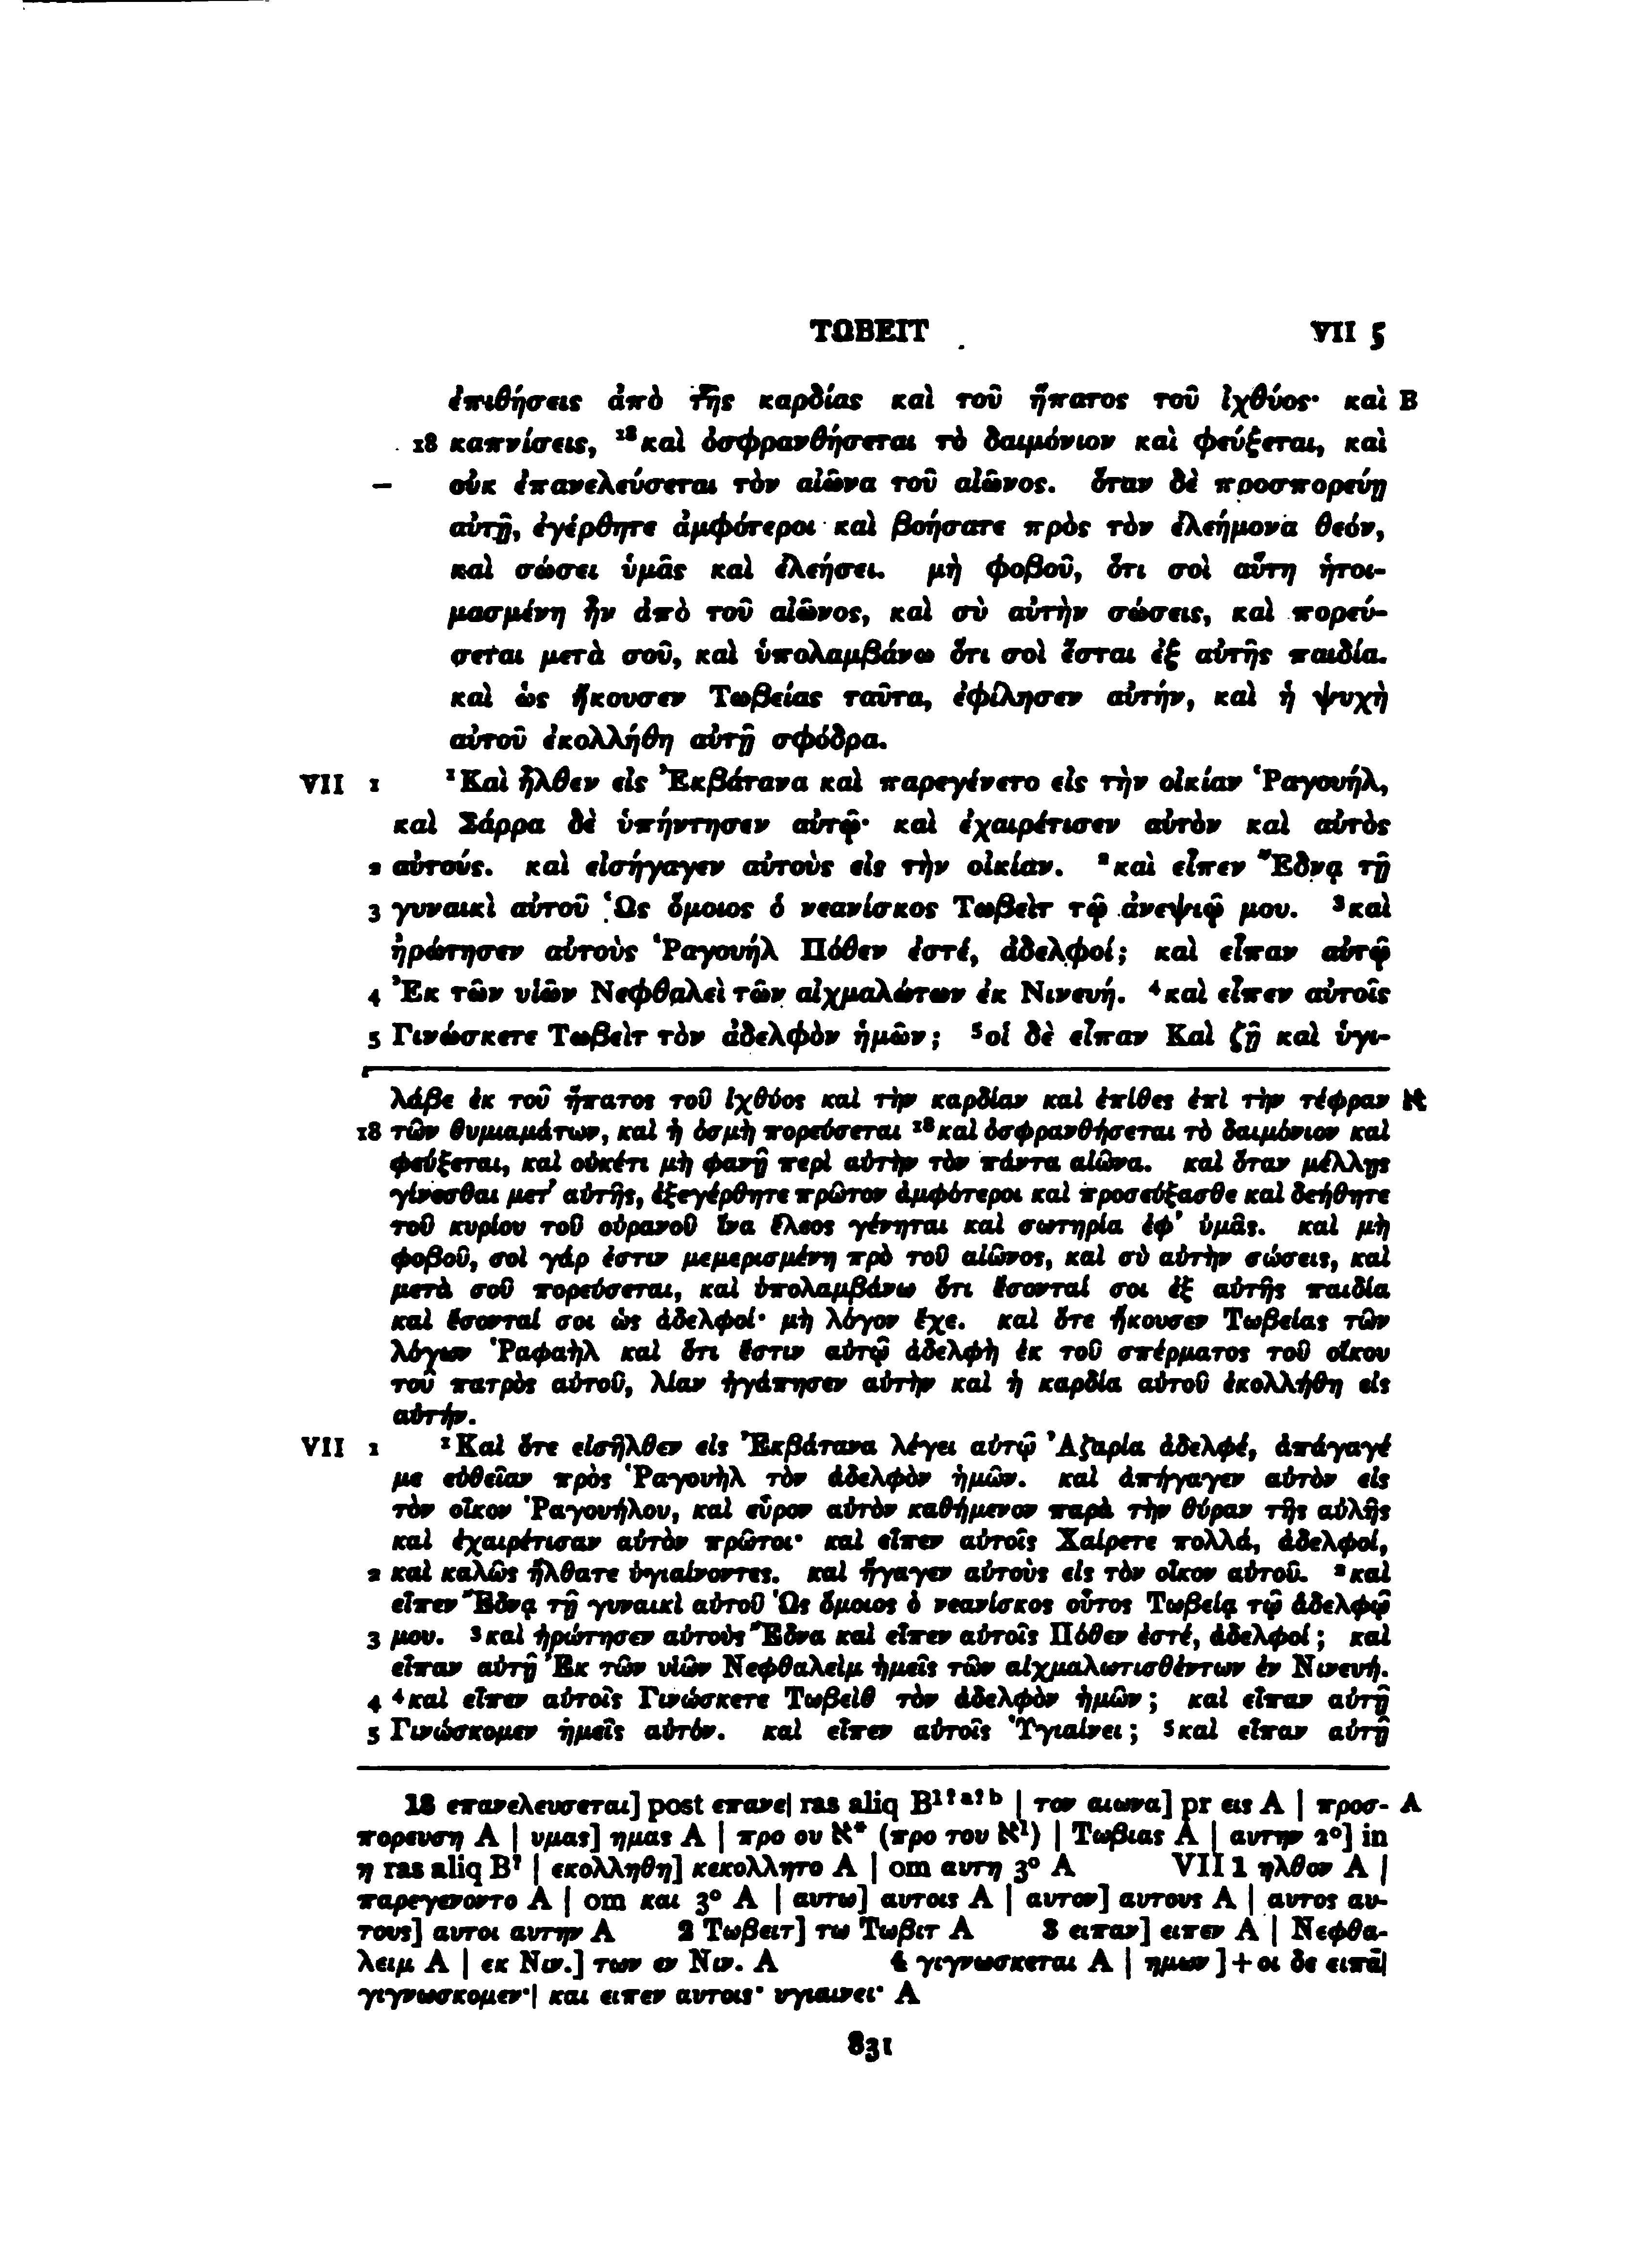 ΤΩΒΕΙΤ VII 5
ἐπιθήσεις ἀπὸ τῆς καρδίας καὶ τοῦ ἥπατος τοῦ ἰχθύος· καὶ B
18 καπνίσεις, ¹⁸καὶ ὀσφρανθήσεται τὸ δαιμόνιον καὶ φεύξεται, καὶ
οὐκ ἐπανελεύσεται τὸν αἰῶνα τοῦ αἰῶνος. ὅταν δὲ προσπορεύῃ
αὐτῇ, ἐγέρθητε ἀμφότεροι καὶ βοήσατε πρὸς τὸν ἐλεήμονα θεόν,
καὶ σώσει ὑμᾶς καὶ ἐλεήσει. μὴ φοβοῦ, ὅτι σοὶ αὕτη ἡτοι-
μασμένη ἦν ἀπὸ τοῦ αἰῶνος, καὶ σὺ αὐτὴν σώσεις, καὶ πορεύ-
σεται μετὰ σοῦ, καὶ ὑπολαμβάνω ὅτι σοὶ ἔσται ἐξ αὐτῆς παιδία.
καὶ ὡς ἤκουσεν Τωβείας ταῦτα, ἐφίλησεν αὐτήν, καὶ ἡ ψυχὴ
αὐτοῦ ἐκολλήθη αὐτῇ σφόδρα.
VII 1 ¹Καὶ ἦλθεν εἰς Ἐκβάτανα καὶ παρεγένετο εἰς τὴν οἰκίαν Ῥαγουήλ,
καὶ Σάρρα δὲ ὑπήντησεν αὐτῷ· καὶ ἐχαιρέτισεν αὐτὸν καὶ αὐτὸς
2 αὐτούς. καὶ εἰσήγαγεν αὐτοὺς εἰς τὴν οἰκίαν. ²καὶ εἶπεν Ἔδνᾳ τῇ
3 γυναικὶ αὐτοῦ Ὡς ὅμοιος ὁ νεανίσκος Τωβεὶτ τῷ ἀνεψιῷ μου. ³καὶ
ἠρώτησεν αὐτοὺς Ῥαγουήλ Πόθεν ἐστέ, ἀδελφοί; καὶ εἶπαν αὐτῷ
4 Ἐκ τῶν υἱῶν Νεφθαλεὶ τῶν αἰχμαλώτων ἐκ Νινευή. ⁴καὶ εἶπεν αὐτοῖς
5 Γινώσκετε Τωβεὶτ τὸν ἀδελφὸν ἡμῶν; ⁵οἱ δὲ εἶπαν Καὶ ζῇ καὶ ὑγι-
λάβε ἐκ τοῦ ἥπατος τοῦ ἰχθύος καὶ τὴν καρδίαν καὶ ἐπίθες ἐπὶ τὴν τέφραν א
18 τῶν θυμιαμάτων, καὶ ἡ ὀσμὴ πορεύσεται ¹⁸καὶ ὀσφρανθήσεται τὸ δαιμόνιον καὶ
φεύξεται, καὶ οὐκέτι μὴ φανῇ περὶ αὐτὴν τὸν πάντα αἰῶνα. καὶ ὅταν μέλλῃς
γίνεσθαι μετ’ αὐτῆς, ἐξεγέρθητε πρῶτον ἀμφότεροι καὶ προσεύξασθε καὶ δεήθητε
τοῦ κυρίου τοῦ οὐρανοῦ ἵνα ἔλεος γένηται καὶ σωτηρία ἐφ’ ὑμᾶς. καὶ μὴ
φοβοῦ, σοὶ γάρ ἐστιν μεμερισμένη πρὸ τοῦ αἰῶνος, καὶ σὺ αὐτὴν σώσεις, καὶ
μετὰ σοῦ πορεύσεται, καὶ ὑπολαμβάνω ὅτι ἔσονταί σοι ἐξ αὐτῆς παιδία
καὶ ἔσονταί σοι ὡς ἀδελφοί· μὴ λόγον ἔχε. καὶ ὅτε ἤκουσεν Τωβείας τῶν
λόγων Ῥαφαὴλ καὶ ὅτι ἔστιν αὐτῷ ἀδελφὴ ἐκ τοῦ σπέρματος τοῦ οἴκου
τοῦ πατρὸς αὐτοῦ, λίαν ἠγάπησεν αὐτὴν καὶ ἡ καρδία αὐτοῦ ἐκολλήθη εἰς
αὐτήν.
VII 1 ¹Καὶ ὅτε εἰσῆλθεν εἰς Ἐκβάτανα λέγει αὐτῷ Ἀζαρία ἀδελφέ, ἀπάγαγέ
με εὐθεῖαν πρὸς Ῥαγουὴλ τὸν ἀδελφὸν ἡμῶν. καὶ ἀπήγαγεν αὐτὸν εἰς
τὸν οἶκον Ῥαγουήλου, καὶ εὗρον αὐτὸν καθήμενον παρὰ τὴν θύραν τῆς αὐλῆς
καὶ ἐχαιρέτισαν αὐτὸν πρῶτοι· καὶ εἶπεν αὐτοῖς Χαίρετε πολλά, ἀδελφοί,
2 καὶ καλῶς ἤλθατε ὑγιαίνοντες. καὶ ἤγαγεν αὐτοὺς εἰς τὸν οἶκον αὐτοῦ. ²καὶ
εἶπεν Ἔδνᾳ τῇ γυναικὶ αὐτοῦ Ὡς ὅμοιος ὁ νεανίσκος οὗτος Τωβείᾳ τῷ ἀδελφῷ
3 μου. ³καὶ ἠρώτησεν αὐτοὺς Ἔδνα καὶ εἶπεν αὐτοῖς Πόθεν ἐστέ, ἀδελφοί; καὶ
εἶπαν αὐτῇ Ἐκ τῶν υἱῶν Νεφθαλεὶμ ἡμεῖς τῶν αἰχμαλωτισθέντων ἐν Νινευή.
4 ⁴καὶ εἶπεν αὐτοῖς Γινώσκετε Τωβεὶθ τὸν ἀδελφὸν ἡμῶν; καὶ εἶπαν αὐτῇ
5 Γινώσκομεν ἡμεῖς αὐτόν. καὶ εἶπεν αὐτοῖς Ὑγιαίνει; ⁵καὶ εἶπαν αὐτῇ
18 επανελευσεται] post επανε| ras aliq B¹ᵎᵃᵎᵇ | τον αιωνα] pr εις A | προσ- A
πορευση A | υμας] ημας A | προ ου א* (προ του א¹) | Τωβιας A | αυτην 2°] in
η ras aliq B? | εκολληθη] κεκολλητο A | om αυτη 3° A VII 1 ηλθον A |
παρεγενοντο A | om και 3° A | αυτω] αυτοις A | αυτον] αυτους A | αυτος αυ-
τους] αυτοι αυτην A 2 Τωβειτ] τω Τωβιτ A 3 ειπαν] ειπεν A | Νεφθα-
λειμ A | εκ Νιν.] των εν Νιν. A 4 γιγνωσκεται A | ημων]+οι δε ειπᾱ|
γιγνωσκομεν·| και ειπεν αυτοις· υγιαινει· A
831